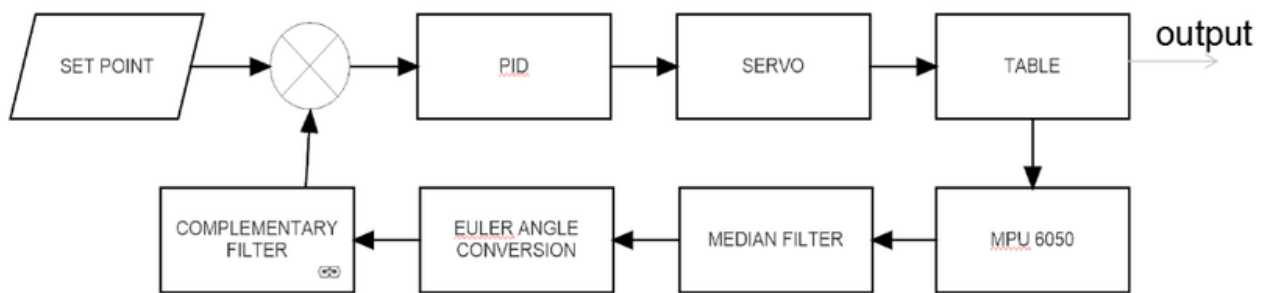 SET POINT
PID
SERVO
TABLE
output
COMPLEMENTARY
FILTER
EULER ANGLE
CONVERSION
MEDIAN FILTER
MPU 6050